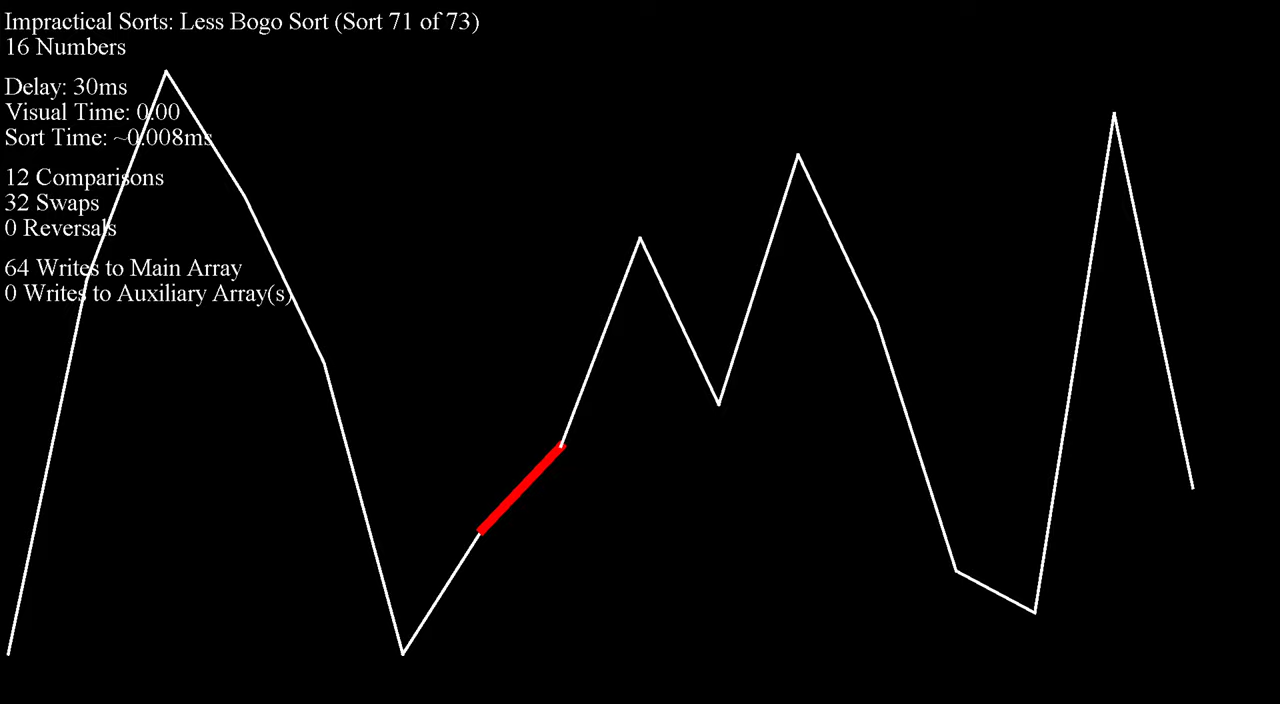 Impractical Sorts: Less Bogo Sort (Sort 71 of 73)
16 Numbers
Delay: 30ms
Visual Time: 0.00
Sort Time: ~0.008ms
12 Comparisons
32 Swaps
0 Reversals
64 Writes to Main Array
0 Writes to Auxiliary Array(s)